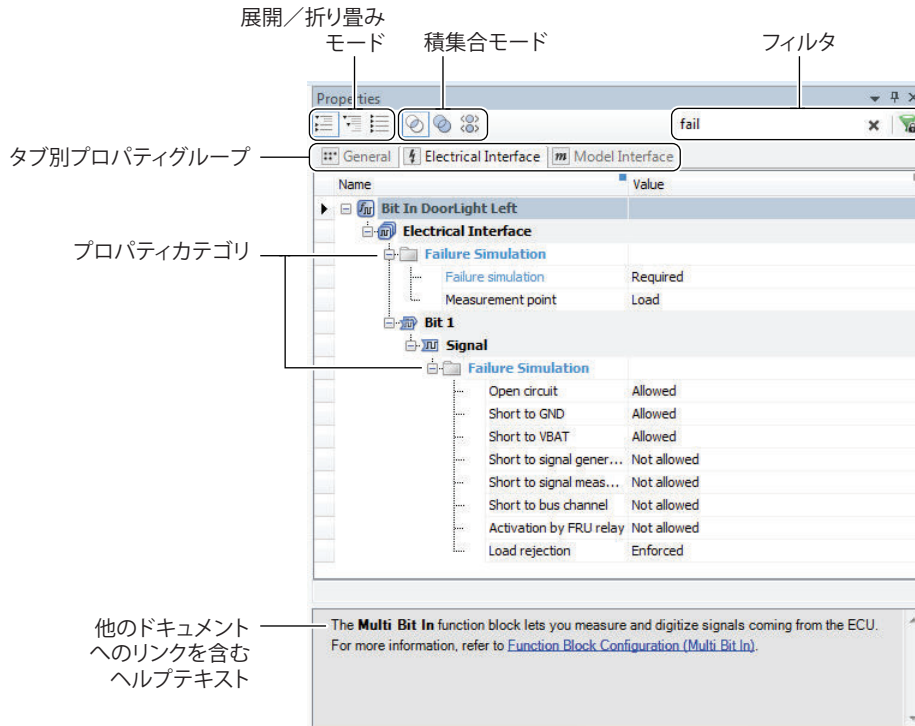 展開／折り畳み
モード
積集合モード
フィルタ
Properties
fail
タブ別プロパティグループ
General
Electrical Interface
Model Interface
Name
Value
Bit In DoorLight Left
Electrical Interface
プロパティカテゴリ
Failure Simulation
Failure simulation Required
Measurement point Load
Bit 1
Signal
Failure Simulation
Open circuit Allowed
Short to GND Allowed
Short to VBAT Allowed
Short to signal gener... Not allowed
Short to signal meas... Not allowed
Short to bus channel Not allowed
Activation by FRU relay Not allowed
Load rejection Enforced
他のドキュメント
へのリンクを含む
ヘルプテキスト
The Multi Bit In function block lets you measure and digitize signals coming from the ECU.
For more information, refer to Function Block Configuration (Multi Bit In).